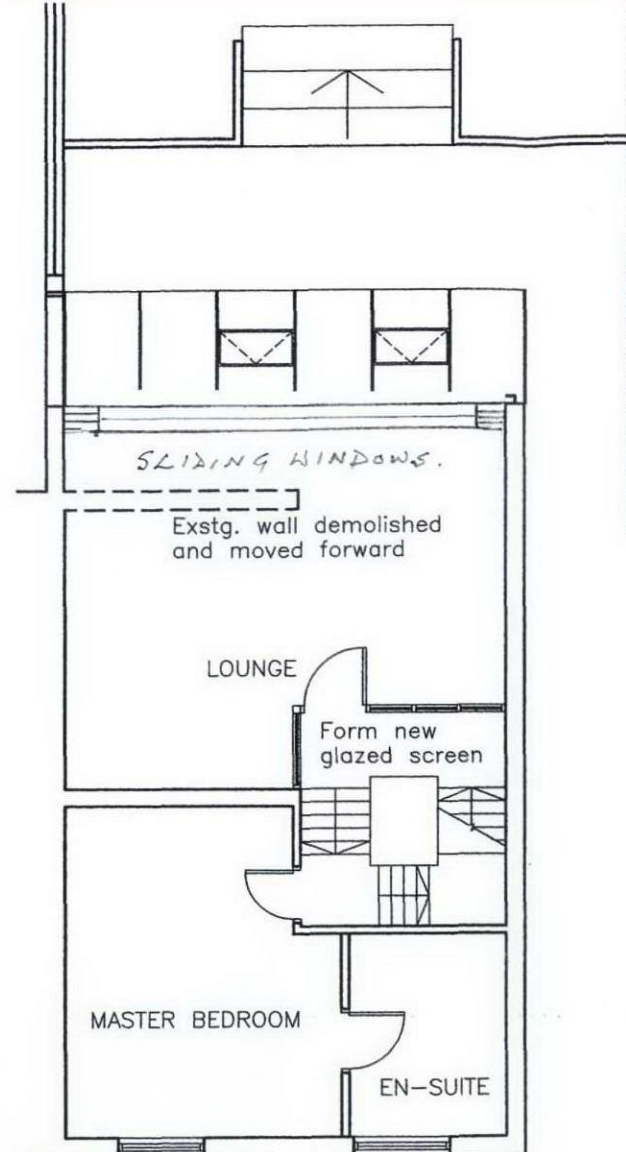 SLIDING WINDOWS.
Exstg. wall demolished
and moved forward
LOUNGE
Form new
glazed screen
MASTER BEDROOM
EN-SUITE